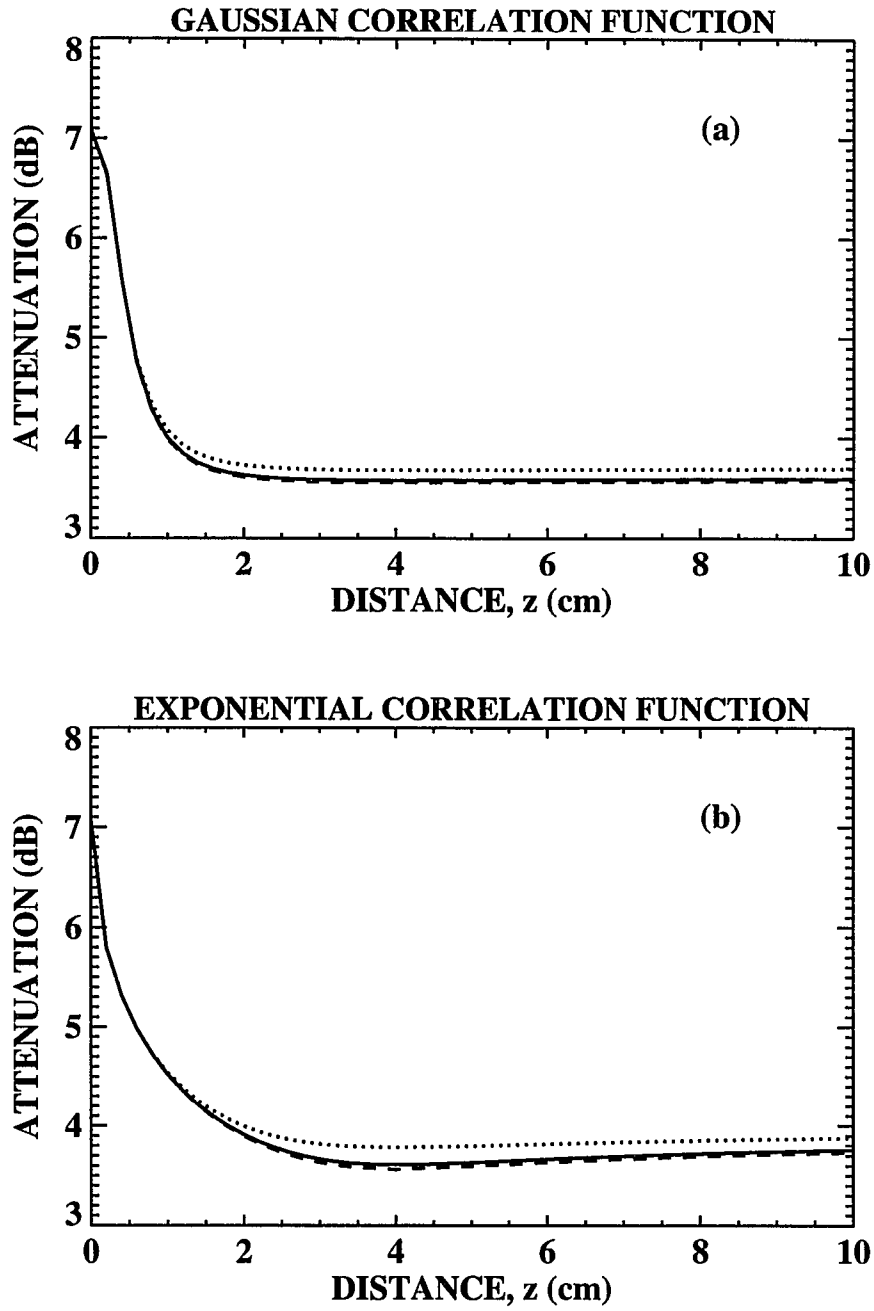 GAUSSIAN CORRELATION FUNCTION
8
(a)
7
6
5
4
3
ATTENUATION (dB)
0 2 4 6 8 10
DISTANCE, z (cm)
EXPONENTIAL CORRELATION FUNCTION
8
(b)
7
6
5
4
3
ATTENUATION (dB)
0 2 4 6 8 10
DISTANCE, z (cm)